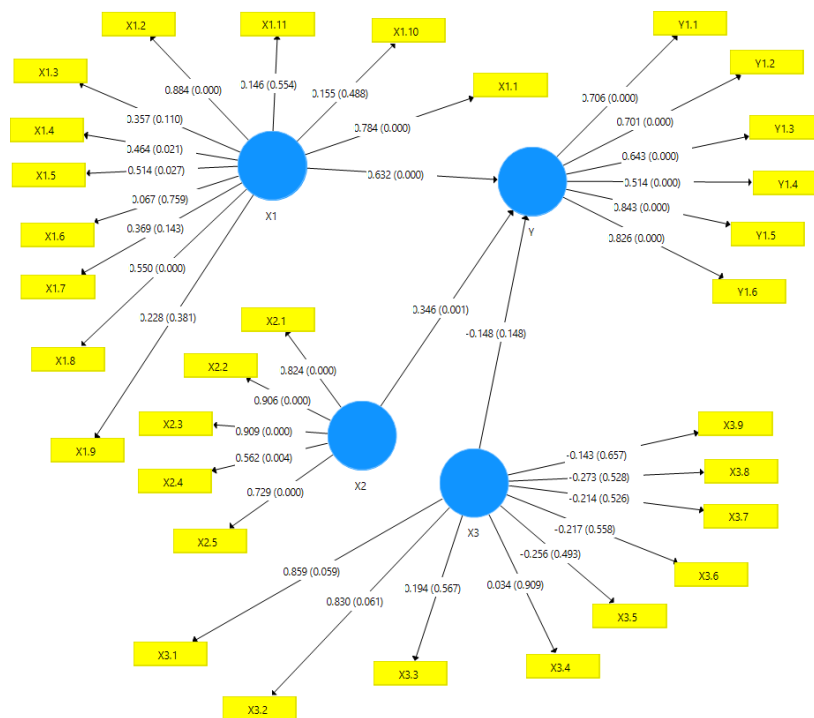 X1.2
X1.11
X1.10
Y1.1
X1.3
0.884 (0.000)
0.146 (0.554)
0.155 (0.488)
X1.1
0.706 (0.000)
Y1.2
0.357 (0.110)
0.784 (0.000)
0.701 (0.000)
X1.4
0.464 (0.021)
0.643 (0.000)
Y1.3
X1.5
0.514 (0.027)
0.632 (0.000)
0.514 (0.000)
Y1.4
0.067 (0.759)
X1
0.843 (0.000)
X1.6
0.369 (0.143)
Y
0.826 (0.000)
Y1.5
X1.7
0.550 (0.000)
Y1.6
0.228 (0.381)
X2.1
0.346 (0.001)
-0.148 (0.148)
X1.8
X2.2
0.824 (0.000)
0.906 (0.000)
X2.3
0.909 (0.000)
X1.9
X2.4
0.562 (0.004)
X2
0.729 (0.000)
X2.5
X3
-0.143 (0.657)
X3.9
-0.273 (0.528)
X3.8
-0.214 (0.526)
X3.7
-0.217 (0.558)
X3.6
-0.256 (0.493)
X3.5
0.859 (0.059)
0.830 (0.061)
0.194 (0.567)
0.034 (0.909)
X3.1
X3.2
X3.3
X3.4